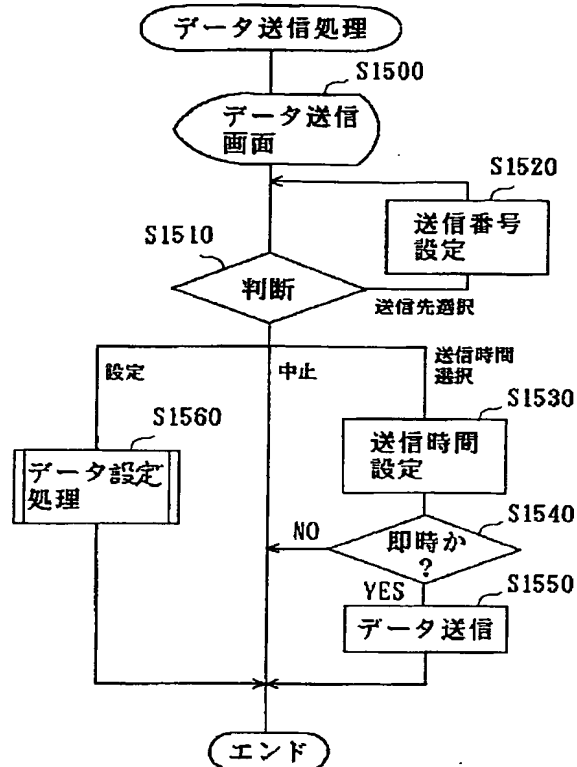 データ送信処理
S1500
データ送信
画面
S1520
送信番号
設定
S1510
判断
送信先選択
設定
中止
送信時間
選択
S1530
送信時間
設定
S1560
データ設定
処理
S1540
即時か
?
NO
YES
S1550
データ送信
エンド